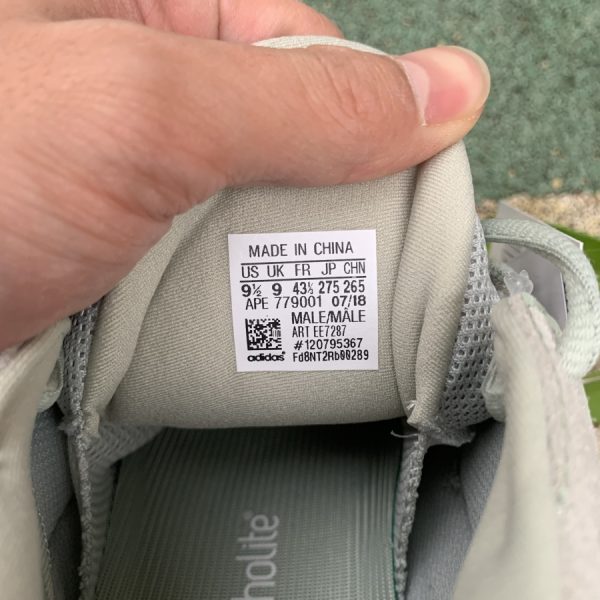 MADE IN CHINA
US UK FR JP CHN
9½ 9 43⅓ 275 265
APE 779001 07/18
MALE/MÂLE
ART EE7287
#120795367
adidas Fd8NT2Rb00289
holite®